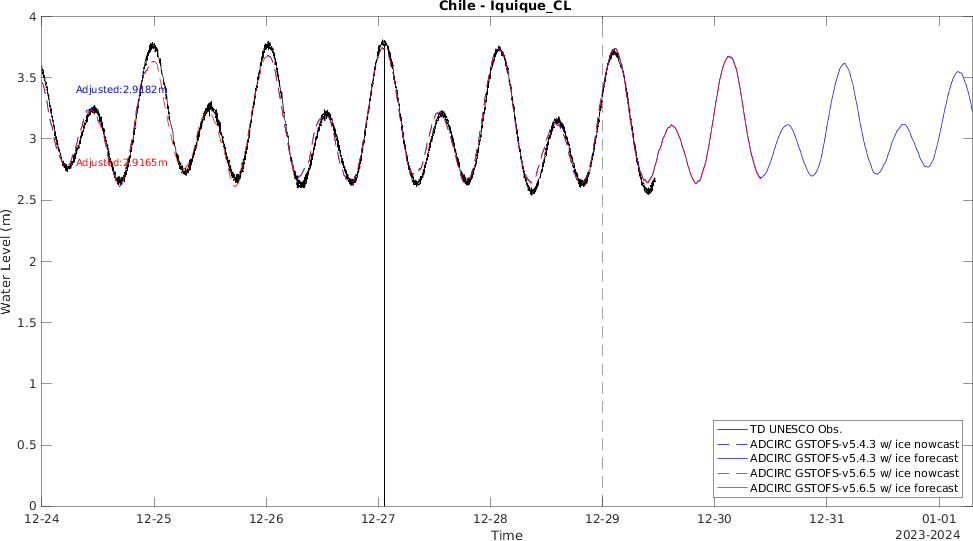 Chile - Iquique_CL
4
3.5
3
2.5
2
1.5
1
0.5
0
Water Level (m)
Adjusted:2.9182m
Adjusted:2.9165m
TD UNESCO Obs.
ADCIRC GSTOFS-v5.4.3 w/ ice nowcast
ADCIRC GSTOFS-v5.4.3 w/ ice forecast
ADCIRC GSTOFS-v5.6.5 w/ ice nowcast
ADCIRC GSTOFS-v5.6.5 w/ ice forecast
12-24 12-25 12-26 12-27 12-28 12-29 12-30 12-31 01-01
Time
2023-2024